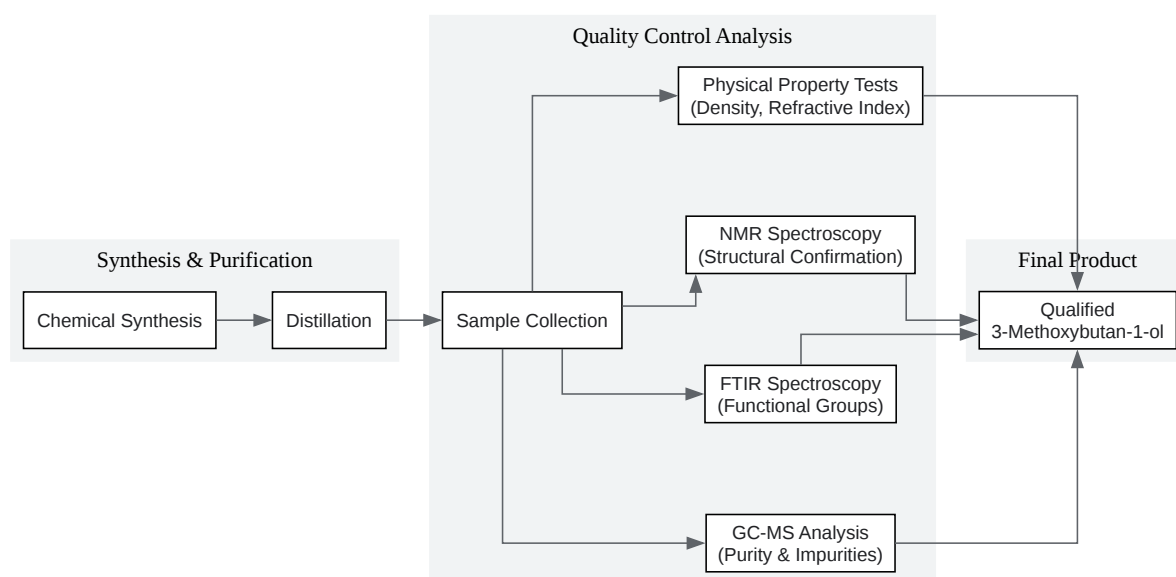 Quality Control Analysis
Physical Property Tests
(Density, Refractive Index)
NMR Spectroscopy
(Structural Confirmation)
Synthesis & Purification
Final Product
Chemical Synthesis
Distillation
Sample Collection
Qualified
3-Methoxybutan-1-ol
FTIR Spectroscopy
(Functional Groups)
GC-MS Analysis
(Purity & Impurities)